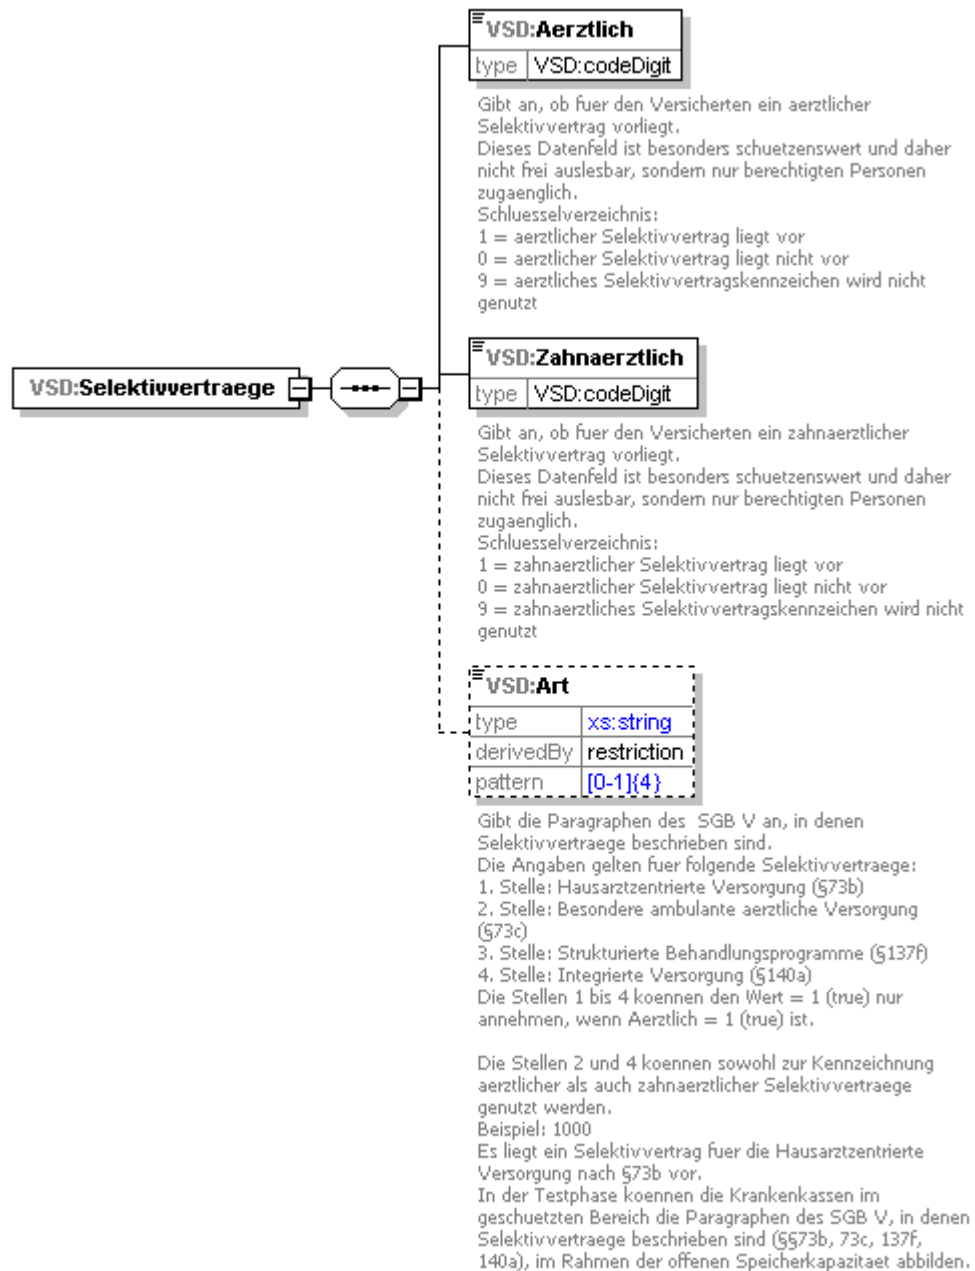 VSD:Aerztlich
type VSD:codeDigit
Gibt an, ob fuer den Versicherten ein aerztlicher
Selektivvertrag vorliegt.
Dieses Datenfeld ist besonders schuetzenswert und daher
nicht frei auslesbar, sondern nur berechtigten Personen
zugaenglich.
Schluesselverzeichnis:
1 = aerztlicher Selektivvertrag liegt vor
0 = aerztlicher Selektivvertrag liegt nicht vor
9 = aerztliches Selektivvertragskennzeichen wird nicht
genutzt
VSD:Selektivvertraege
VSD:Zahnaerztlich
type VSD:codeDigit
Gibt an, ob fuer den Versicherten ein zahnaerztlicher
Selektivvertrag vorliegt.
Dieses Datenfeld ist besonders schuetzenswert und daher
nicht frei auslesbar, sondern nur berechtigten Personen
zugaenglich.
Schluesselverzeichnis:
1 = zahnaerztlicher Selektivvertrag liegt vor
0 = zahnaerztlicher Selektivvertrag liegt nicht vor
9 = zahnaerztliches Selektivvertragskennzeichen wird nicht
genutzt
VSD:Art
type xs:string
derivedBy restriction
pattern [0-1]{4}
Gibt die Paragraphen des  SGB V an, in denen
Selektivvertraege beschrieben sind.
Die Angaben gelten fuer folgende Selektivvertraege:
1. Stelle: Hausarztzentrierte Versorgung (§73b)
2. Stelle: Besondere ambulante aerztliche Versorgung
(§73c)
3. Stelle: Strukturierte Behandlungsprogramme (§137f)
4. Stelle: Integrierte Versorgung (§140a)
Die Stellen 1 bis 4 koennen den Wert = 1 (true) nur
annehmen, wenn Aerztlich = 1 (true) ist.
Die Stellen 2 und 4 koennen sowohl zur Kennzeichnung
aerztlicher als auch zahnaerztlicher Selektivvertraege
genutzt werden.
Beispiel: 1000
Es liegt ein Selektivvertrag fuer die Hausarztzentrierte
Versorgung nach §73b vor.
In der Testphase koennen die Krankenkassen im
geschuetzten Bereich die Paragraphen des SGB V, in denen
Selektivvertraege beschrieben sind (§§73b, 73c, 137f,
140a), im Rahmen der offenen Speicherkapazitaet abbilden.